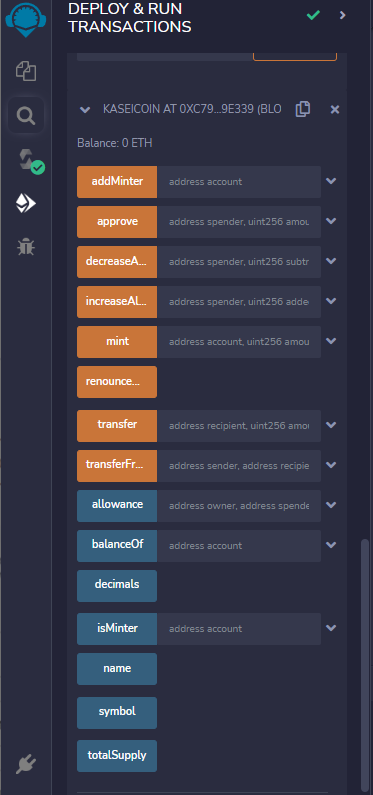 DEPLOY & RUN
TRANSACTIONS
KASEICOIN AT 0XC79...9E339 (BLO
Balance: 0 ETH
addMinter address account
approve address spender, uint256 amou
decreaseA... address spender, uint256 subtr
increaseAl... address spender, uint256 adde
mint address account, uint256 amou
renounce...
transfer address recipient, uint256 amou
transferFr... address sender, address recipie
allowance address owner, address spende
balanceOf address account
decimals
isMinter address account
name
symbol
totalSupply